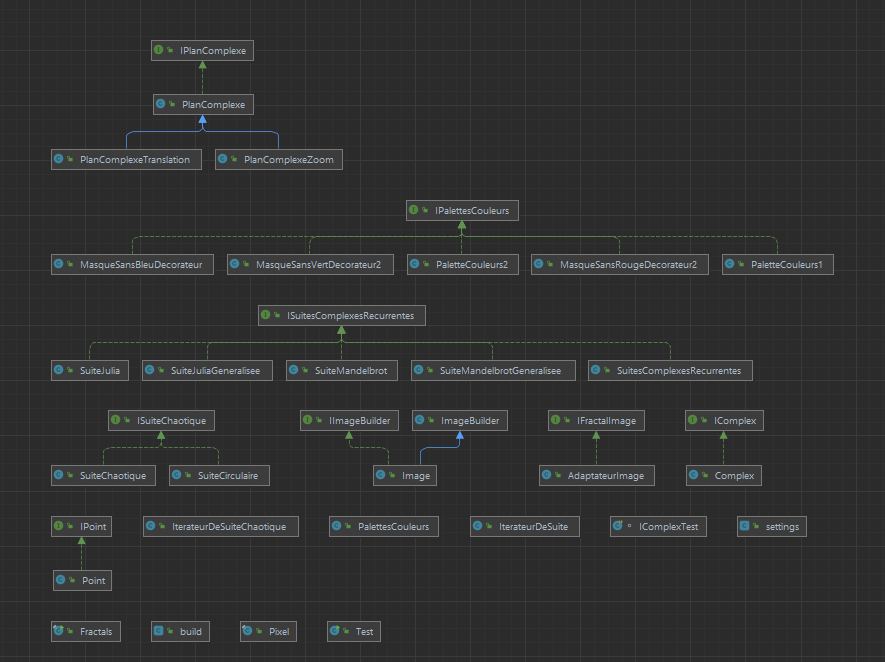 IPlanComplexe
PlanComplexe
PlanComplexeTranslation PlanComplexeZoom
IPalettesCouleurs
MasqueSansBleuDecorateur MasqueSansVertDecorateur2 PaletteCouleurs2 MasqueSansRougeDecorateur2 PaletteCouleurs1
ISuitesComplexesRecurrentes
SuiteJulia SuiteJuliaGeneralisee SuiteMandelbrot SuiteMandelbrotGeneralisee SuitesComplexesRecurrentes
ISuiteChaotique IImageBuilder ImageBuilder IFractalImage IComplex
SuiteChaotique SuiteCirculaire Image AdaptateurImage Complex
IPoint IterateurDeSuiteChaotique PalettesCouleurs IterateurDeSuite IComplexTest settings
Point
Fractals build Pixel Test